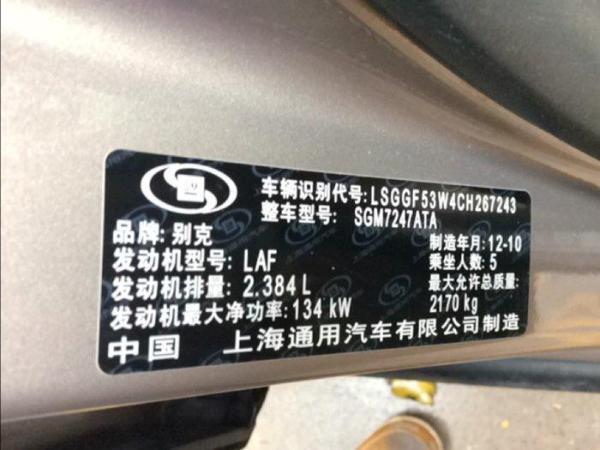 车辆识别代号:LSGGF53W4CH267243
整车型号: SGM7247ATA
品牌:别克
制造年月:12-10
发动机型号:LAF
乘坐人数:5
发动机排量:2.384L
最大允许总质量:
发动机最大净功率:134 kW
2170 kg
中国 上海通用汽车有限公司制造